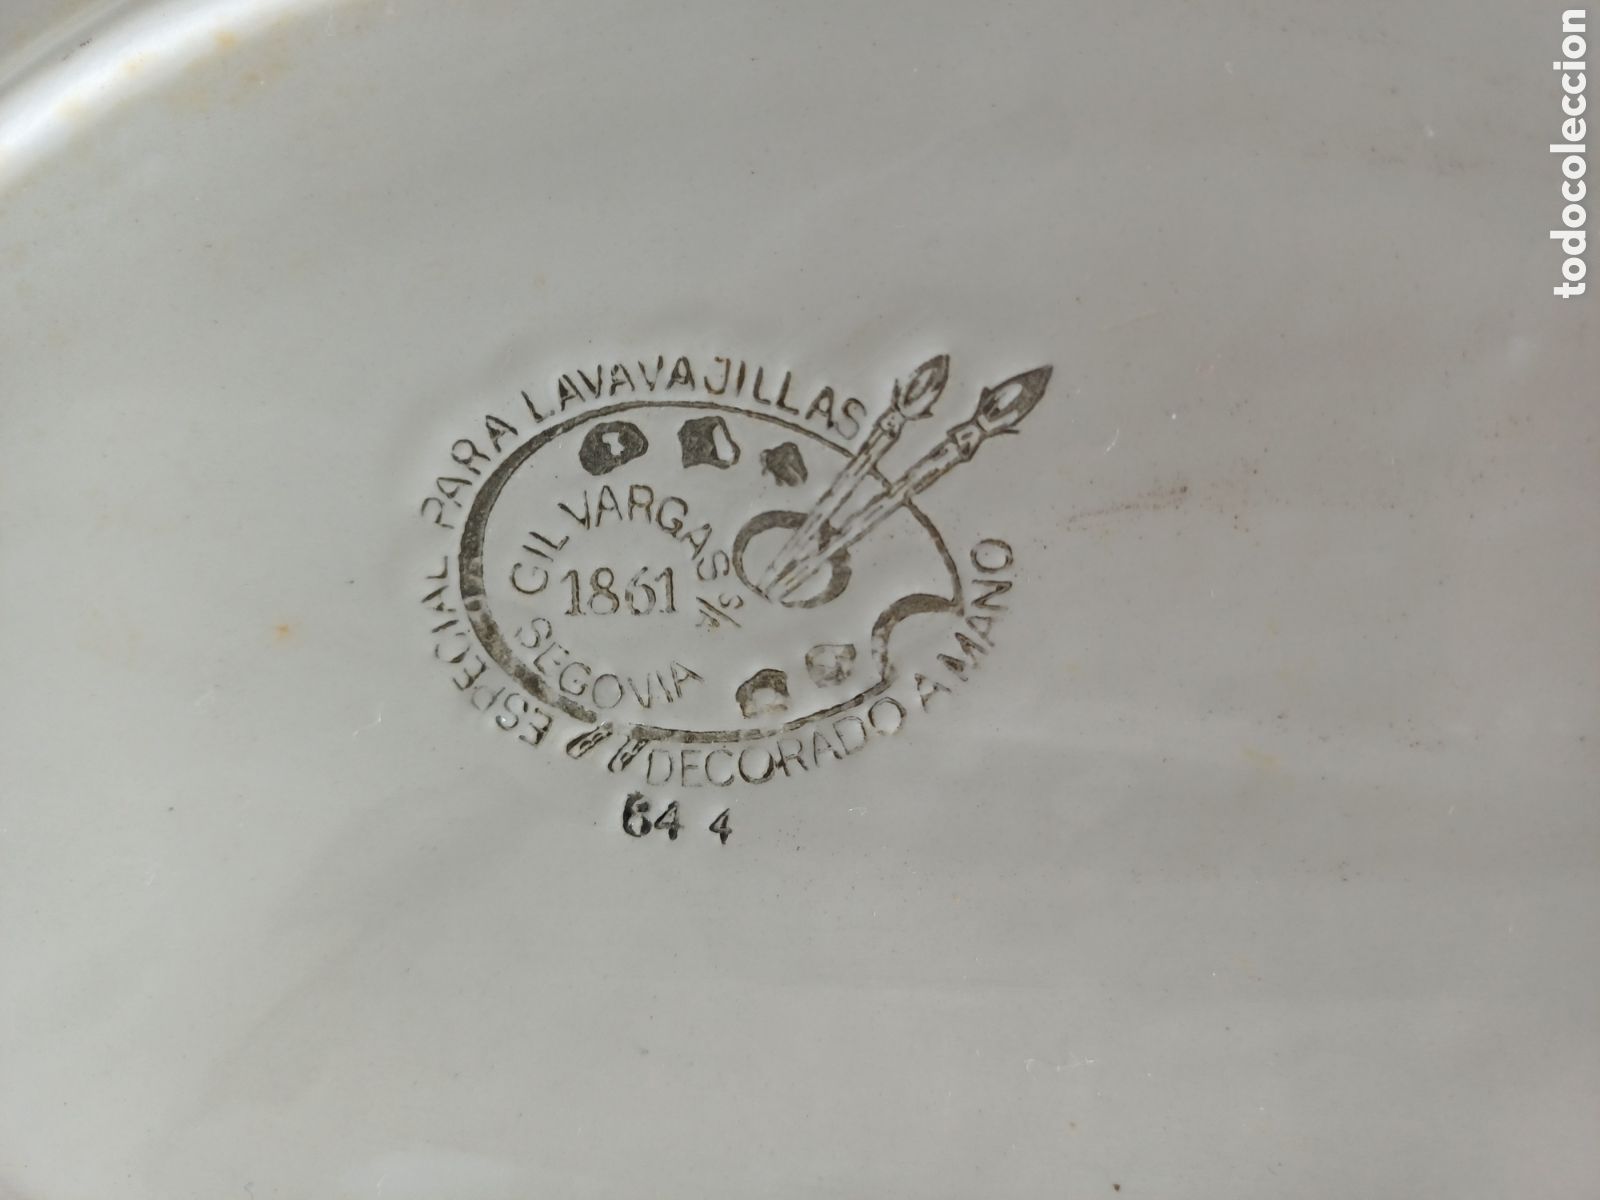 ESPECIAL PARA LAVAVAJILLAS
GIL VARGAS S/A
1861
SEGOVIA
DECORADO A MANO
64 4
todocoleccion